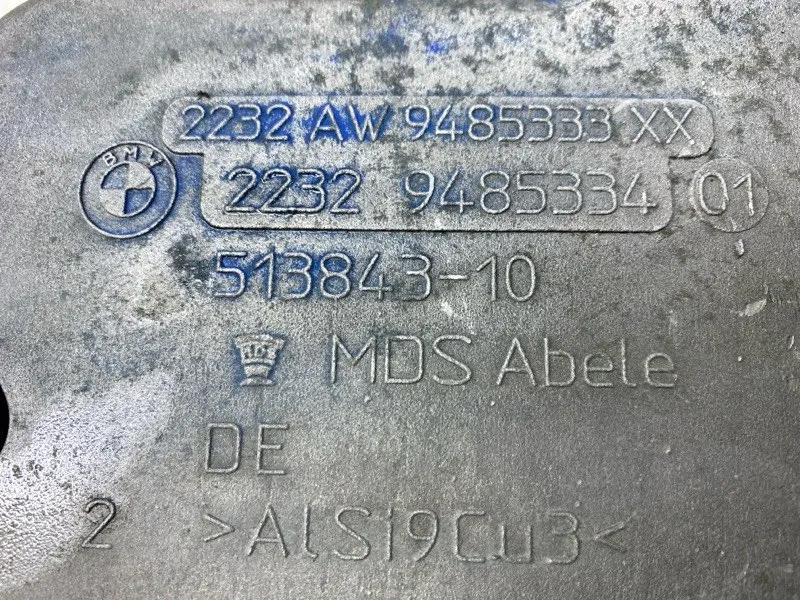 2232 AW 9485333 XX
BMW 2232 9485334 01
513843-10
MDS Abele
DE
2 >AlSi9Cu3<